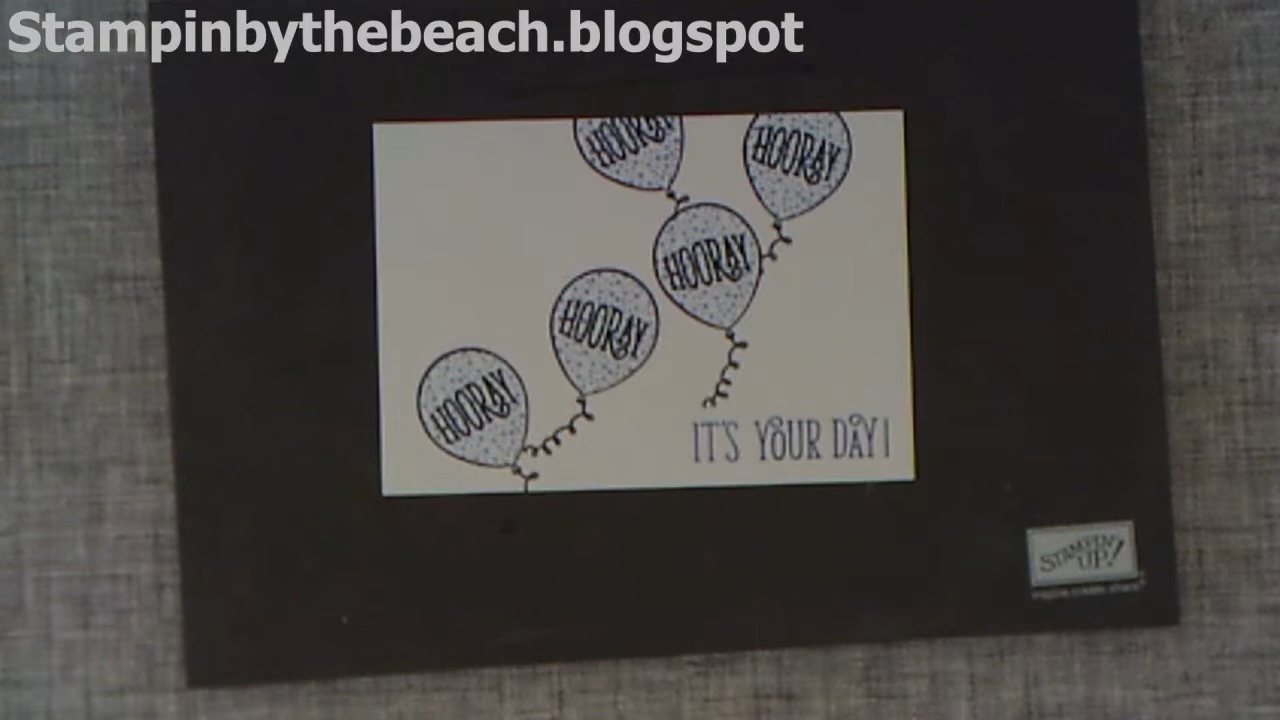 Stampinbythebeach.blogspot
HOORAY
HOORAY
HOORAY
HOORAY
HOORAY
IT'S YOUR DAY!
STAMPIN'
UP!